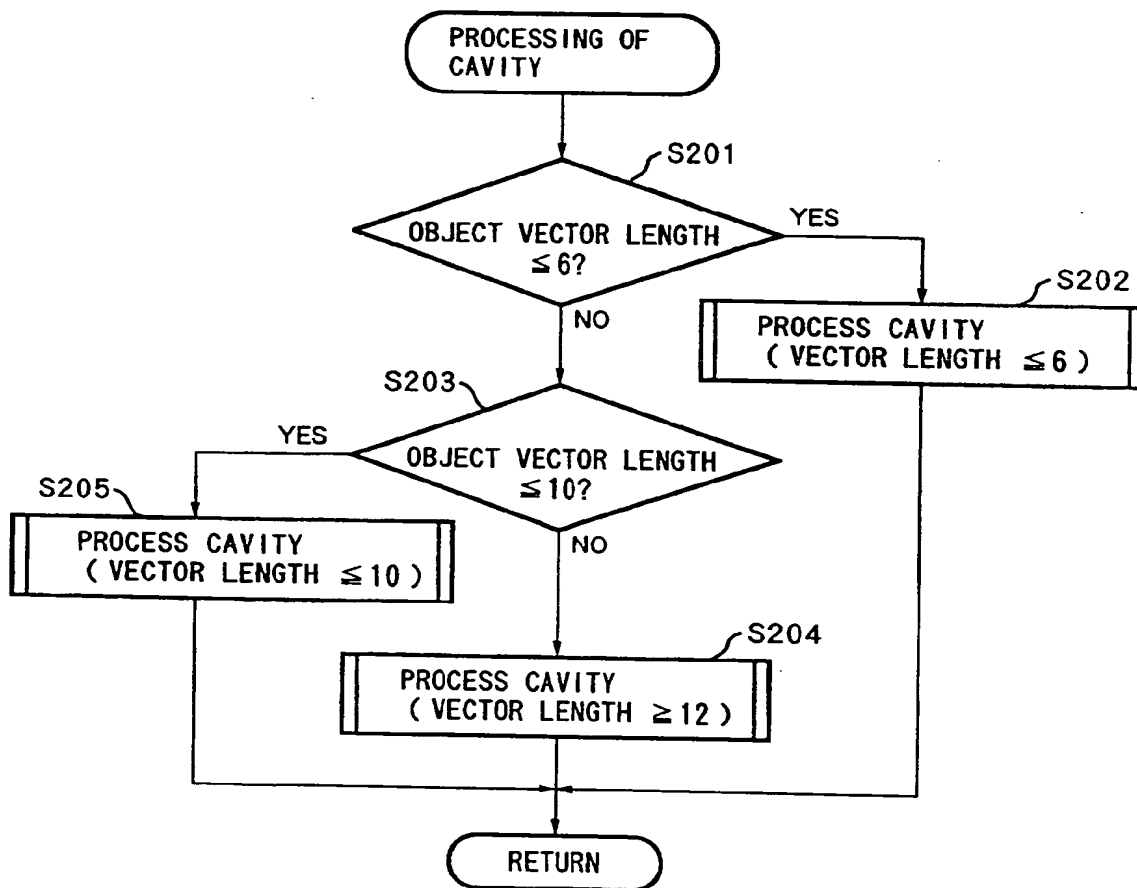 PROCESSING OF
CAVITY
S201
OBJECT VECTOR LENGTH
≦6?
YES
NO
S202
PROCESS CAVITY
(VECTOR LENGTH ≦6)
S203
OBJECT VECTOR LENGTH
≦10?
YES
NO
S205
PROCESS CAVITY
(VECTOR LENGTH ≦10)
S204
PROCESS CAVITY
(VECTOR LENGTH ≧12)
RETURN